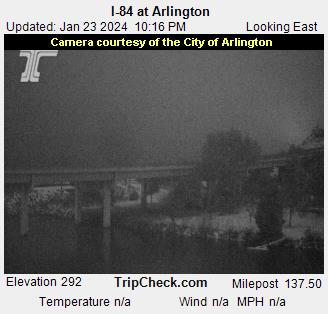 I-84 at Arlington
Updated: Jan 23 2024 10:16 PM Looking East
Camera courtesy of the City of Arlington
Elevation 292 TripCheck.com Milepost 137.50
Temperature n/a Wind n/a MPH n/a